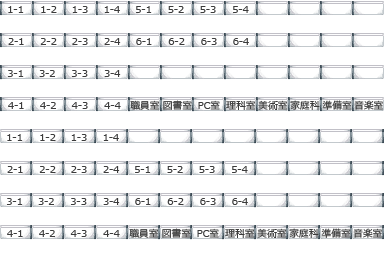 1-1 1-2 1-3 1-4 5-1 5-2 5-3 5-4
2-1 2-2 2-3 2-4 6-1 6-2 6-3 6-4
3-1 3-2 3-3 3-4
4-1 4-2 4-3 4-4 職員室 図書室 PC室 理科室 美術室 家庭科 準備室 音楽室
1-1 1-2 1-3 1-4
2-1 2-2 2-3 2-4 5-1 5-2 5-3 5-4
3-1 3-2 3-3 3-4 6-1 6-2 6-3 6-4
4-1 4-2 4-3 4-4 職員室 図書室 PC室 理科室 美術室 家庭科 準備室 音楽室